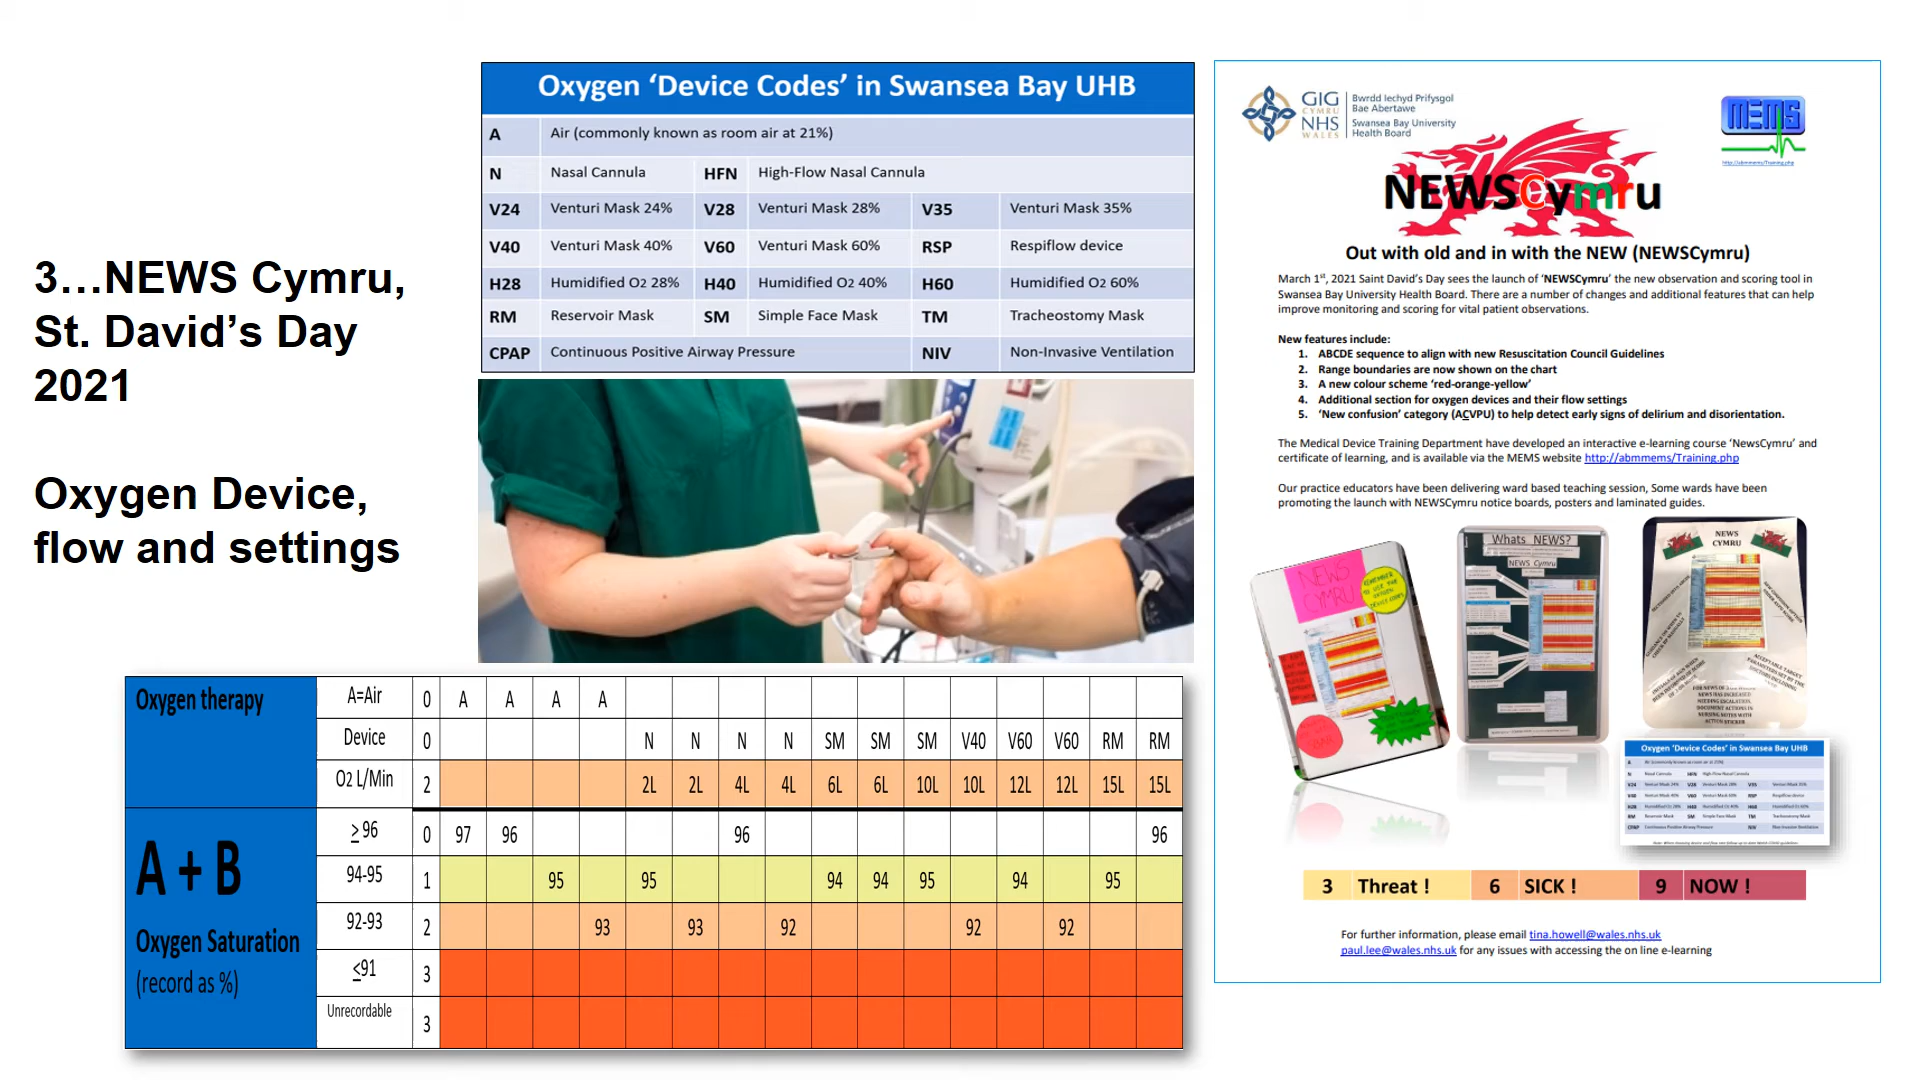 3…NEWS Cymru,
St. David’s Day
2021
Oxygen Device,
flow and settings
Oxygen ‘Device Codes’ in Swansea Bay UHB
A Air (commonly known as room air at 21%)
N Nasal Cannula HFN High-Flow Nasal Cannula
V24 Venturi Mask 24% V28 Venturi Mask 28% V35 Venturi Mask 35%
V40 Venturi Mask 40% V60 Venturi Mask 60% RSP Respiflow device
H28 Humidified O2 28% H40 Humidified O2 40% H60 Humidified O2 60%
RM Reservoir Mask SM Simple Face Mask TM Tracheostomy Mask
CPAP Continuous Positive Airway Pressure NIV Non-Invasive Ventilation
Oxygen therapy
A=Air 0 A A A A
Device 0 N N N N SM SM SM V40 V60 V60 RM RM
O2 L/Min 2 2L 2L 4L 4L 6L 6L 10L 10L 12L 12L 15L 15L
A + B
Oxygen Saturation
(record as %)
≥96 0 97 96 96 96
94-95 1 95 95 94 94 95 94 95
92-93 2 93 93 92 92 92
≤91 3
Unrecordable 3
GIG
CYMRU
NHS
WALES
Bwrdd Iechyd Prifysgol
Bae Abertawe
Swansea Bay University
Health Board
MEMS
http://abmmems/Training.php
NEWSCymru
Out with old and in with the NEW (NEWSCymru)
March 1st, 2021 Saint David’s Day sees the launch of ‘NEWSCymru’ the new observation and scoring tool in
Swansea Bay University Health Board. There are a number of changes and additional features that can help
improve monitoring and scoring for vital patient observations.
New features include:
1. ABCDE sequence to align with new Resuscitation Council Guidelines
2. Range boundaries are now shown on the chart
3. A new colour scheme ‘red-orange-yellow’
4. Additional section for oxygen devices and their flow settings
5. ‘New confusion’ category (ACVPU) to help detect early signs of delirium and disorientation.
The Medical Device Training Department have developed an interactive e-learning course ‘NewsCymru’ and
certificate of learning, and is available via the MEMS website http://abmmems/Training.php
Our practice educators have been delivering ward based teaching session, Some wards have been
promoting the launch with NEWSCymru notice boards, posters and laminated guides.
NEWS
CYMRU
REMEMBER
TO USE THE
OXYGEN
DEVICE CODES
Whats NEWS?
NEWS Cymru
NEWS
CYMRU
Oxygen ‘Device Codes’ in Swansea Bay UHB
3 Threat ! 6 SICK ! 9 NOW !
For further information, please email tina.howell@wales.nhs.uk
paul.lee@wales.nhs.uk for any issues with accessing the on line e-learning